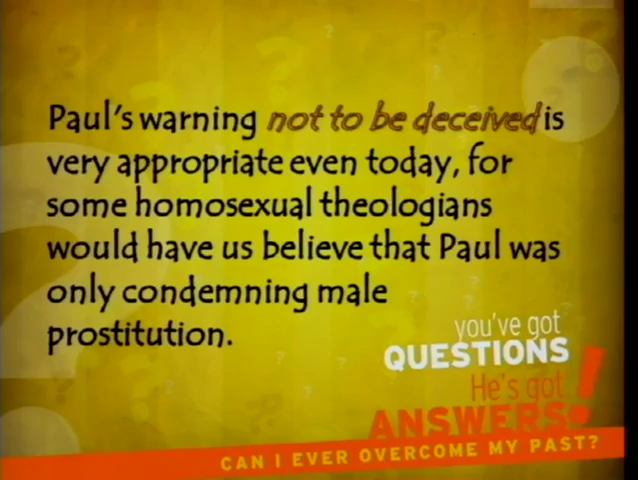 Paul's warning not to be deceived is
very appropriate even today, for
some homosexual theologians
would have us believe that Paul was
only condemning male
prostitution.
you've got
QUESTIONS
He's got
ANSWERS!
CAN I EVER OVERCOME MY PAST?